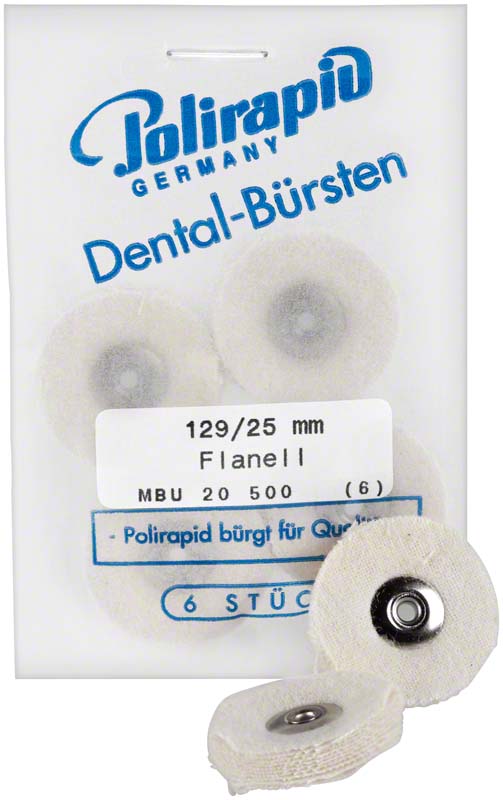 Polirapid
GERMANY
Dental-Bürsten
129/25 mm
Flanell
MBU 20 500 (6)
- Polirapid bürgt für
6